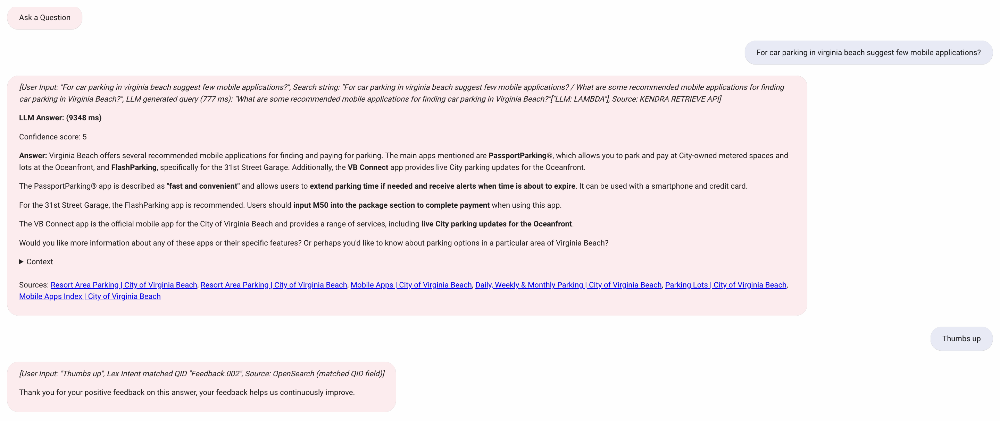 Ask a Question
For car parking in virginia beach suggest few mobile applications?
[User Input: "For car parking in virginia beach suggest few mobile applications?", Search string: "For car parking in virginia beach suggest few mobile applications? / What are some recommended mobile applications for finding
car parking in Virginia Beach?", LLM generated query (777 ms): "What are some recommended mobile applications for finding car parking in Virginia Beach?"["LLM: LAMBDA"], Source: KENDRA RETRIEVE API]
LLM Answer: (9348 ms)
Confidence score: 5
Answer: Virginia Beach offers several recommended mobile applications for finding and paying for parking. The main apps mentioned are PassportParking®, which allows you to park and pay at City-owned metered spaces and
lots at the Oceanfront, and FlashParking, specifically for the 31st Street Garage. Additionally, the VB Connect app provides live City parking updates for the Oceanfront.
The PassportParking® app is described as "fast and convenient" and allows users to extend parking time if needed and receive alerts when time is about to expire. It can be used with a smartphone and credit card.
For the 31st Street Garage, the FlashParking app is recommended. Users should input M50 into the package section to complete payment when using this app.
The VB Connect app is the official mobile app for the City of Virginia Beach and provides a range of services, including live City parking updates for the Oceanfront.
Would you like more information about any of these apps or their specific features? Or perhaps you'd like to know about parking options in a particular area of Virginia Beach?
▶ Context
Sources: Resort Area Parking | City of Virginia Beach, Resort Area Parking | City of Virginia Beach, Mobile Apps | City of Virginia Beach, Daily, Weekly & Monthly Parking | City of Virginia Beach, Parking Lots | City of Virginia Beach,
Mobile Apps Index | City of Virginia Beach
Thumbs up
[User Input: "Thumbs up", Lex Intent matched QID "Feedback.002", Source: OpenSearch (matched QID field)]
Thank you for your positive feedback on this answer, your feedback helps us continuously improve.